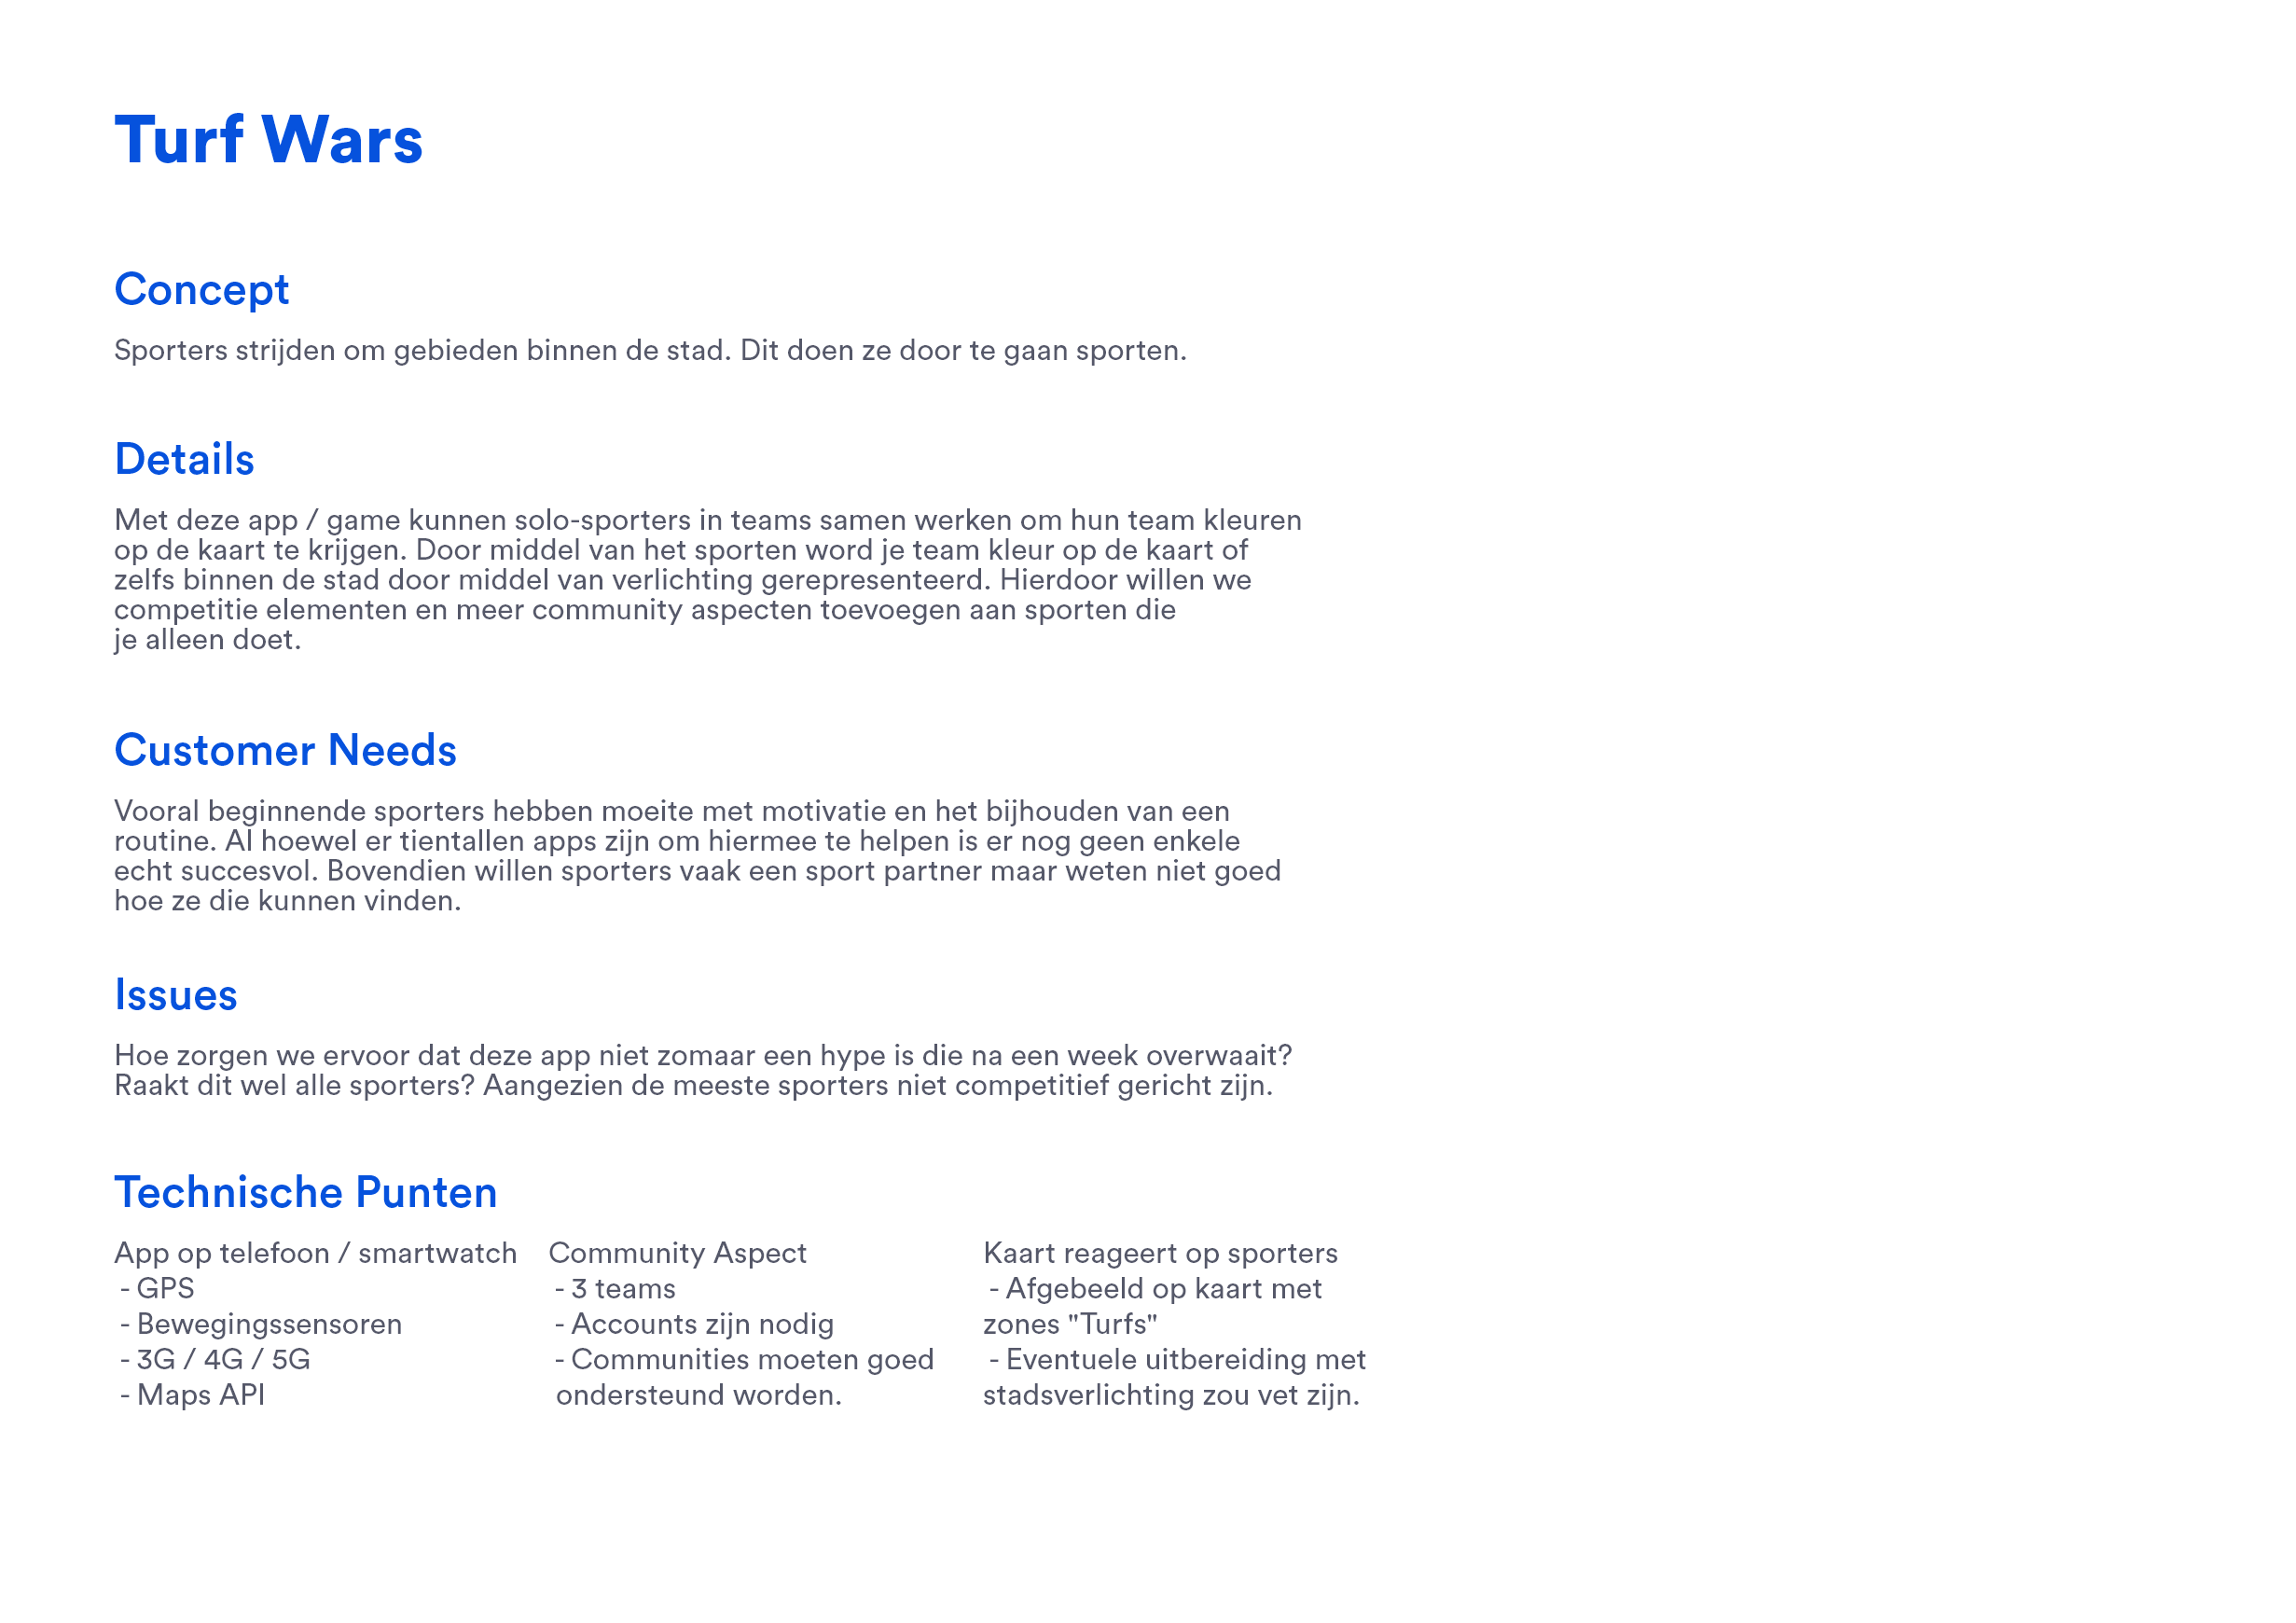 Turf Wars
Concept
Sporters strijden om gebieden binnen de stad. Dit doen ze door te gaan sporten.
Details
Met deze app / game kunnen solo-sporters in teams samen werken om hun team kleuren
op de kaart te krijgen. Door middel van het sporten word je team kleur op de kaart of
zelfs binnen de stad door middel van verlichting gerepresenteerd. Hierdoor willen we
competitie elementen en meer community aspecten toevoegen aan sporten die
je alleen doet.
Customer Needs
Vooral beginnende sporters hebben moeite met motivatie en het bijhouden van een
routine. Al hoewel er tientallen apps zijn om hiermee te helpen is er nog geen enkele
echt succesvol. Bovendien willen sporters vaak een sport partner maar weten niet goed
hoe ze die kunnen vinden.
Issues
Hoe zorgen we ervoor dat deze app niet zomaar een hype is die na een week overwaait?
Raakt dit wel alle sporters? Aangezien de meeste sporters niet competitief gericht zijn.
Technische Punten
App op telefoon / smartwatch
- GPS
- Bewegingssensoren
- 3G / 4G / 5G
- Maps API
Community Aspect
- 3 teams
- Accounts zijn nodig
- Communities moeten goed
ondersteund worden.
Kaart reageert op sporters
- Afgebeeld op kaart met
zones "Turfs"
- Eventuele uitbereiding met
stadsverlichting zou vet zijn.